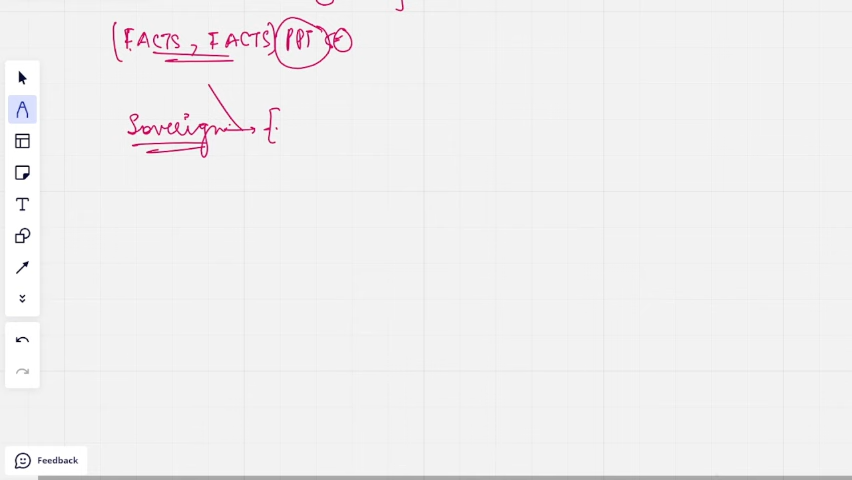 (FACTS, FACTS) PPT
Sovereign → {
Feedback